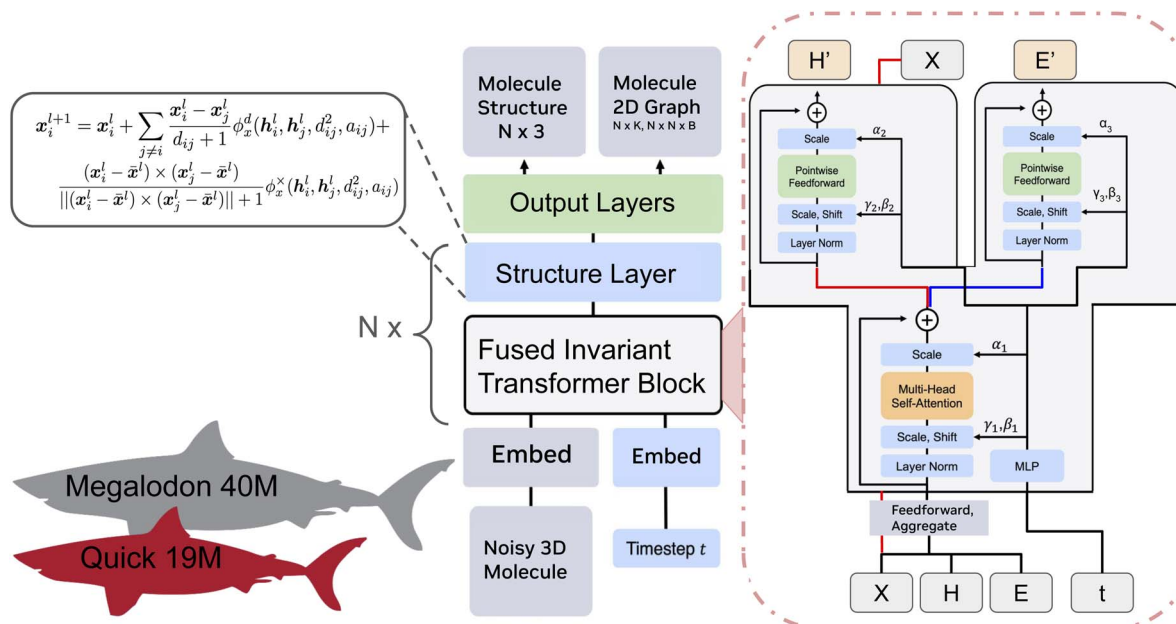 Molecule
Structure
N x 3
Molecule
2D Graph
N x K, N x N x B
x_i^{l+1} = x_i^l + \sum_{j \neq i} \frac{x_i^l - x_j^l}{d_{ij} + 1} \phi_x^d(h_i^l, h_j^l, d_{ij}^2, a_{ij}) +
\frac{(x_i^l - \bar{x}^l) \times (x_j^l - \bar{x}^l)}{||(x_i^l - \bar{x}^l) \times (x_j^l - \bar{x}^l)|| + 1} \phi_x^{\times}(h_i^l, h_j^l, d_{ij}^2, a_{ij})
Output Layers
Structure Layer
N x
Fused Invariant
Transformer Block
Embed
Embed
Noisy 3D
Molecule
Timestep t
Megalodon 40M
Quick 19M
H'
X
E'
Scale
α₂
Pointwise
Feedforward
Scale, Shift
γ₂,β₂
Layer Norm
Scale
α₃
Pointwise
Feedforward
Scale, Shift
γ₃,β₃
Layer Norm
Scale
α₁
Multi-Head
Self-Attention
Scale, Shift
γ₁,β₁
Layer Norm
MLP
Feedforward,
Aggregate
X
H
E
t